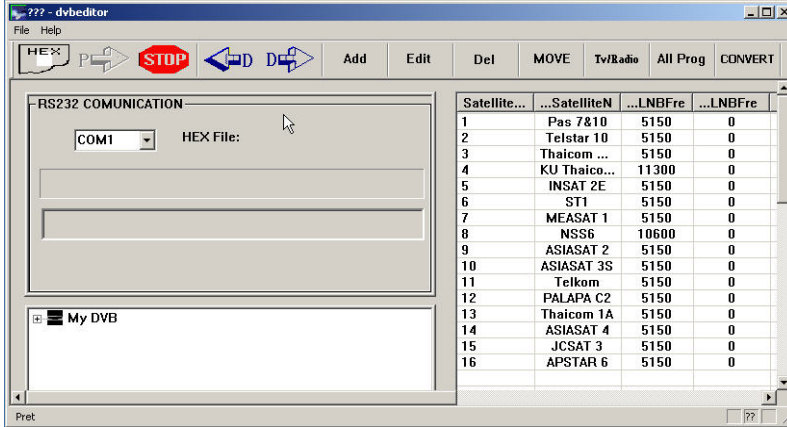 ??? - dvbeditor
File Help
HEX P STOP D D Add Edit Del MOVE Tv/Radio All Prog CONVERT
RS232 COMUNICATION
COM1 HEX File:
My DVB
Satellite... ...SatelliteN ...LNBFre ...LNBFre
1 Pas 7&10 5150 0
2 Telstar 10 5150 0
3 Thaicom ... 5150 0
4 KU Thaico... 11300 0
5 INSAT 2E 5150 0
6 ST1 5150 0
7 MEASAT 1 5150 0
8 NSS6 10600 0
9 ASIASAT 2 5150 0
10 ASIASAT 3S 5150 0
11 Telkom 5150 0
12 PALAPA C2 5150 0
13 Thaicom 1A 5150 0
14 ASIASAT 4 5150 0
15 JCSAT 3 5150 0
16 APSTAR 6 5150 0
Pret ??